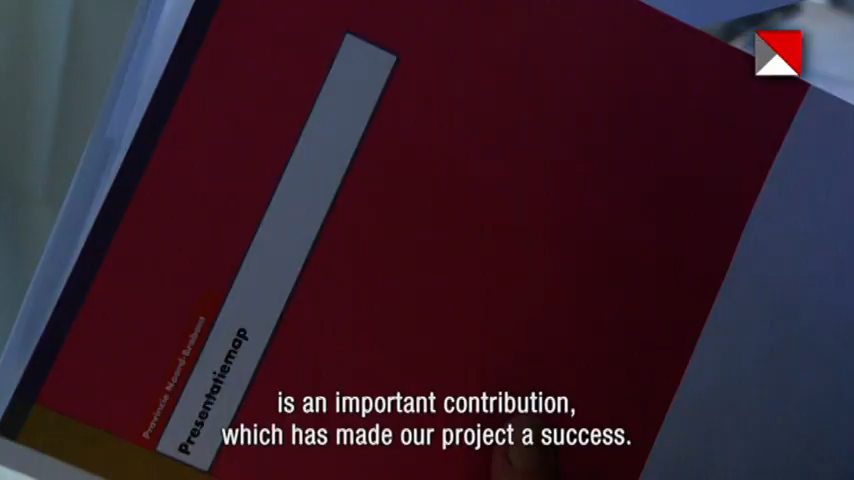 Provincie Noord-Brabant
Presentatiemap
is an important contribution,
which has made our project a success.